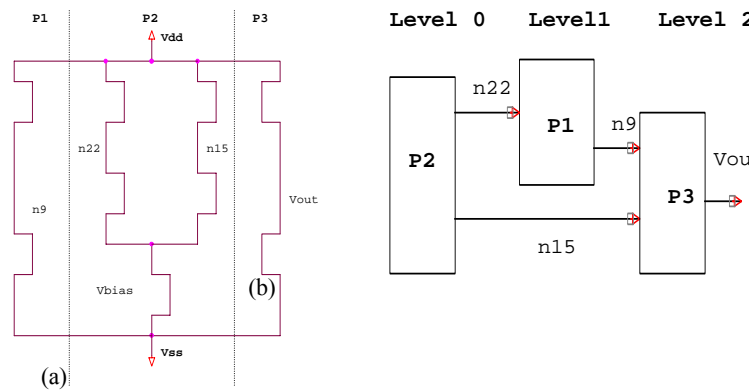 P1 P2 P3
Vdd
n22 n15
n9
Vout
Vbias
(b)
Vss
(a)
Level 0 Level1 Level 2
n22
P1 n9
P2
Vou
P3
n15